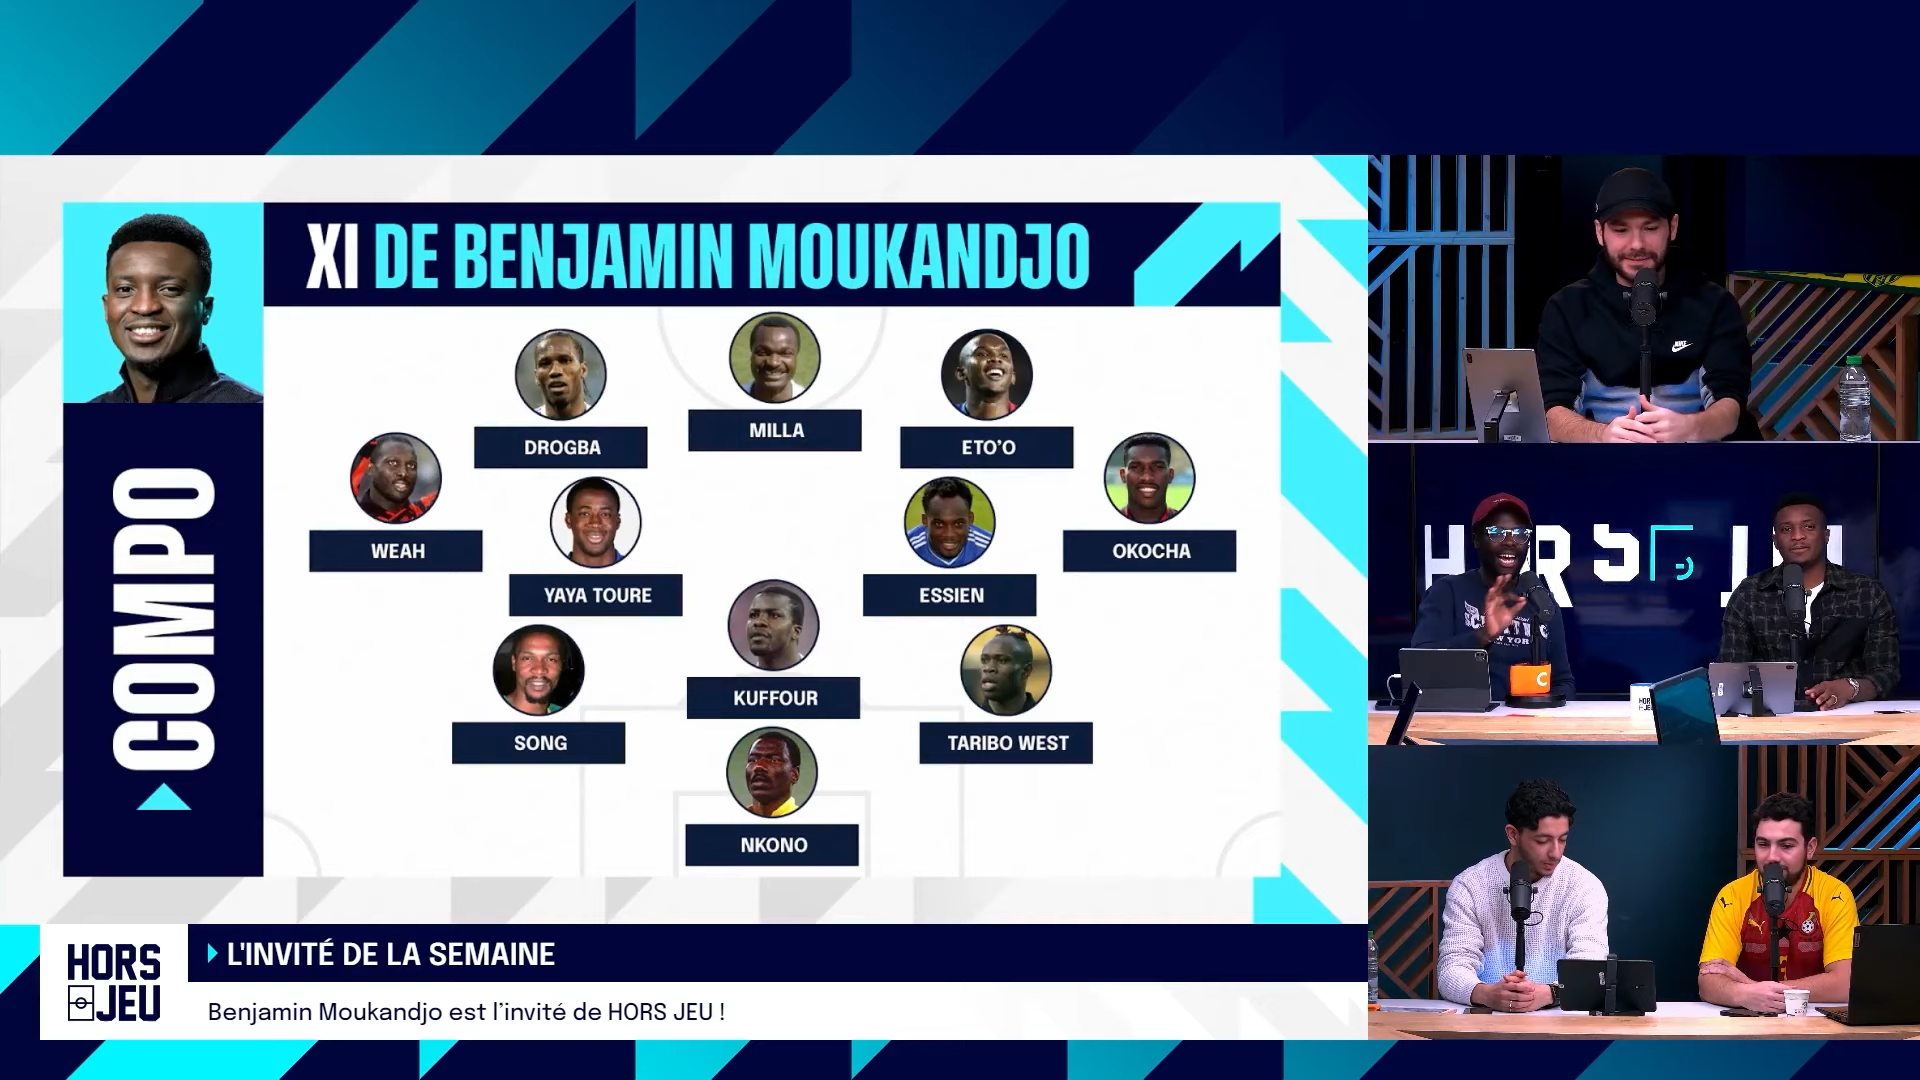 XI DE BENJAMIN MOUKANDJO
COMPO
DROGBA
MILLA
ETO'O
WEAH
YAYA TOURE
ESSIEN
OKOCHA
SONG
KUFFOUR
TARIBO WEST
NKONO
HORS JEU
L'INVITÉ DE LA SEMAINE
Benjamin Moukandjo est l'invité de HORS JEU !